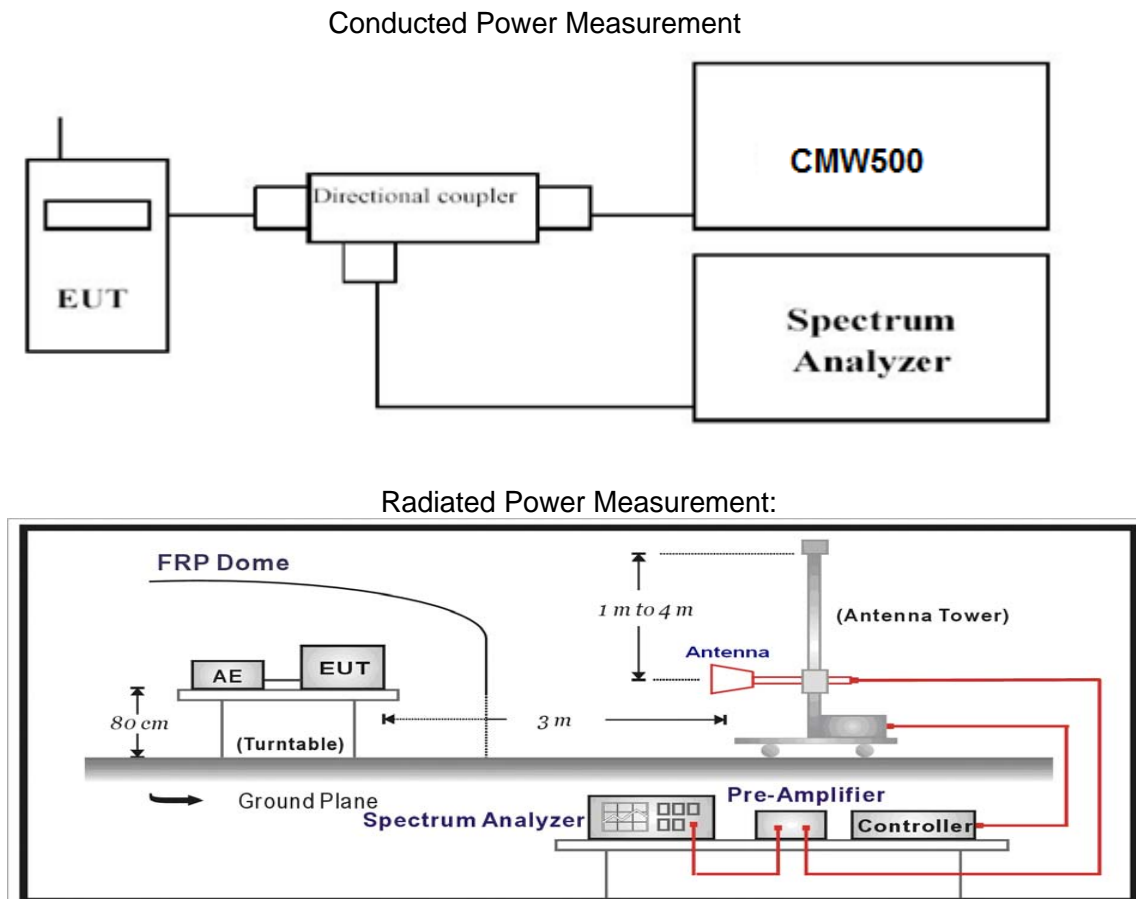 Conducted Power Measurement
CMW500
Directional coupler
EUT
Spectrum
Analyzer
Radiated Power Measurement:
FRP Dome
1 m to 4 m
(Antenna Tower)
Antenna
AE
EUT
80 cm
3 m
(Turntable)
Ground Plane
Pre-Amplifier
Spectrum Analyzer
Controller